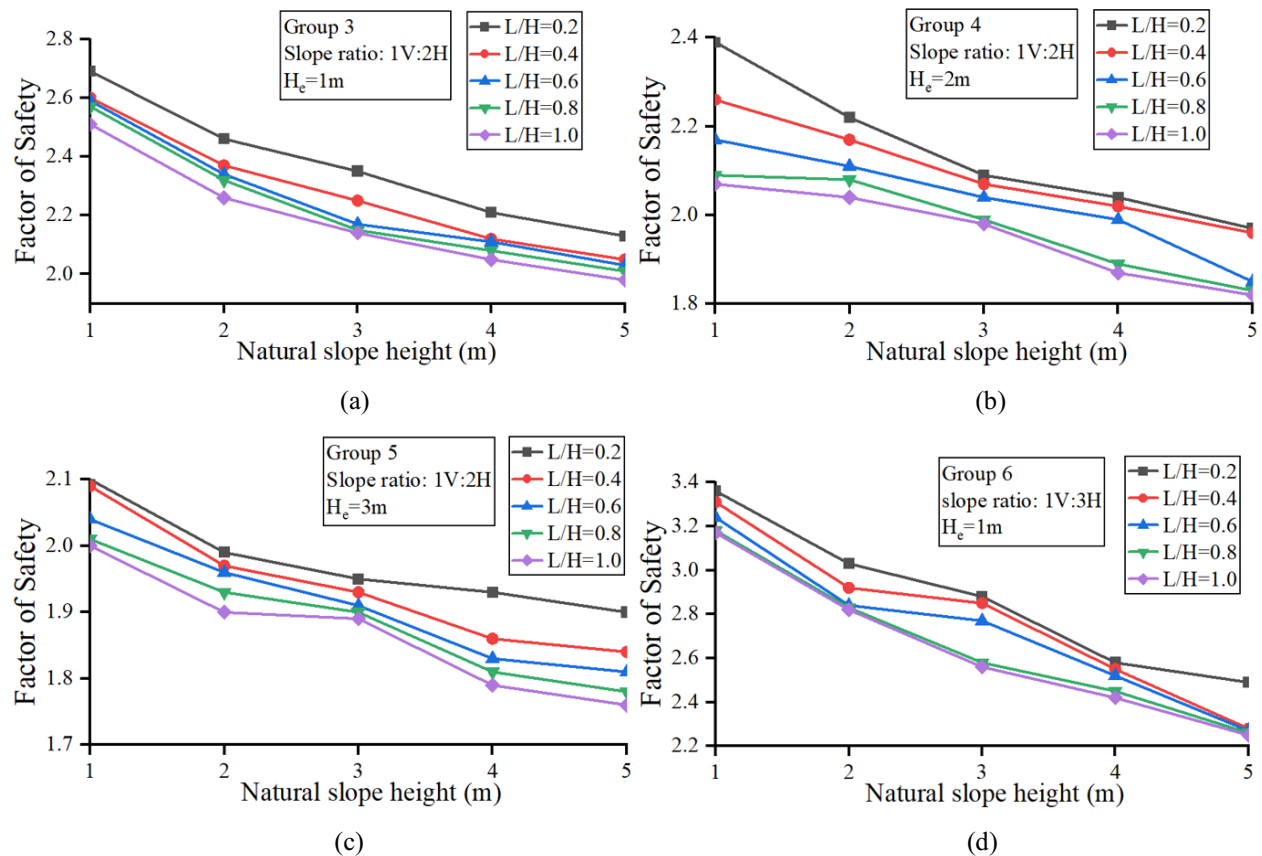 Group 3
Slope ratio: 1V:2H
He=1m
L/H=0.2
L/H=0.4
L/H=0.6
L/H=0.8
L/H=1.0
2.8
2.6
2.4
2.2
2.0
Factor of Safety
1 2 3 4 5
Natural slope height (m)
(a)
Group 4
Slope ratio: 1V:2H
He=2m
L/H=0.2
L/H=0.4
L/H=0.6
L/H=0.8
L/H=1.0
2.4
2.2
2.0
1.8
Factor of Safety
1 2 3 4 5
Natural slope height (m)
(b)
Group 5
Slope ratio: 1V:2H
He=3m
L/H=0.2
L/H=0.4
L/H=0.6
L/H=0.8
L/H=1.0
2.1
2.0
1.9
1.8
1.7
Factor of Safety
1 2 3 4 5
Natural slope height (m)
(c)
Group 6
slope ratio: 1V:3H
He=1m
L/H=0.2
L/H=0.4
L/H=0.6
L/H=0.8
L/H=1.0
3.4
3.2
3.0
2.8
2.6
2.4
2.2
Factor of Safety
1 2 3 4 5
Natural slope height (m)
(d)